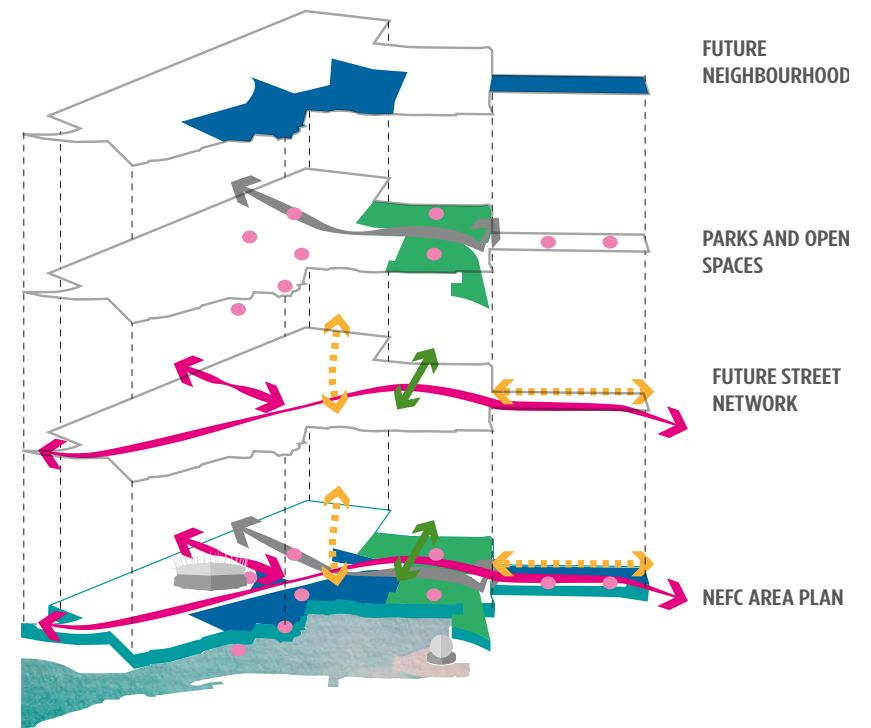 FUTURE
NEIGHBOURHOOD
PARKS AND OPEN
SPACES
FUTURE STREET
NETWORK
NEFC AREA PLAN